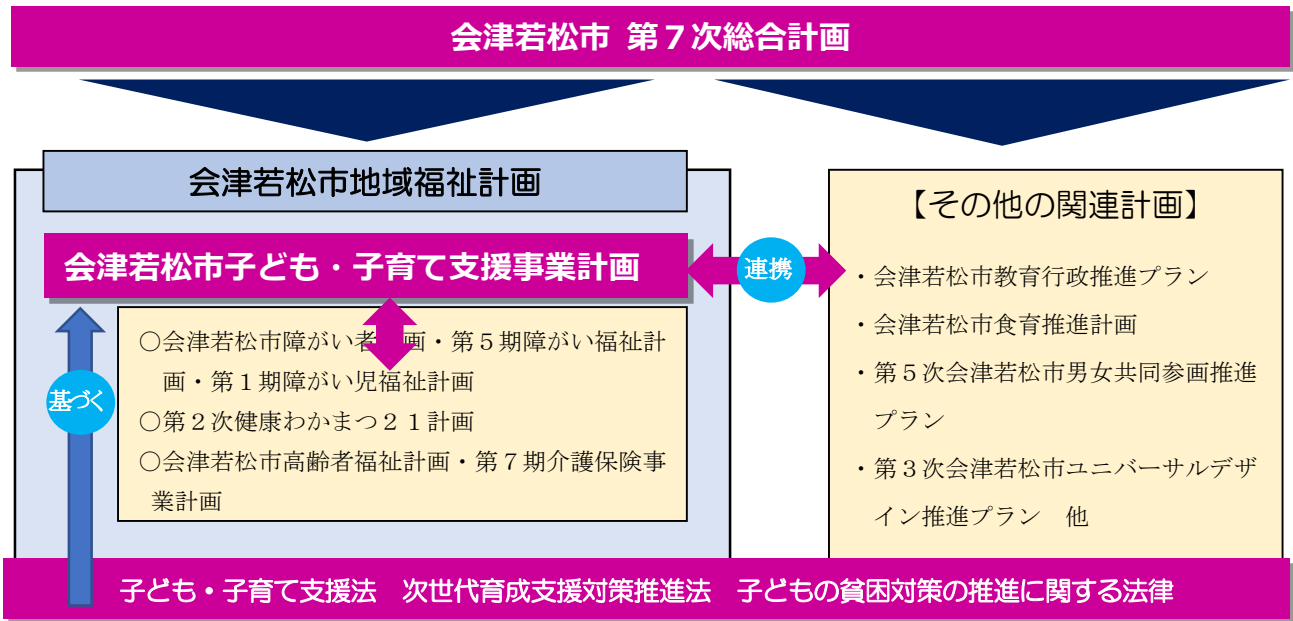 会津若松市 第７次総合計画
会津若松市地域福祉計画
会津若松市子ども・子育て支援事業計画
○会津若松市障がい者 画・第５期障がい福祉計
画・第１期障がい児福祉計画
○第２次健康わかまつ２１計画
○会津若松市高齢者福祉計画・第７期介護保険事
業計画
基づく
連携
【その他の関連計画】
・会津若松市教育行政推進プラン
・会津若松市食育推進計画
・第５次会津若松市男女共同参画推進
プラン
・第３次会津若松市ユニバーサルデザ
イン推進プラン　他
子ども・子育て支援法　次世代育成支援対策推進法　子どもの貧困対策の推進に関する法律